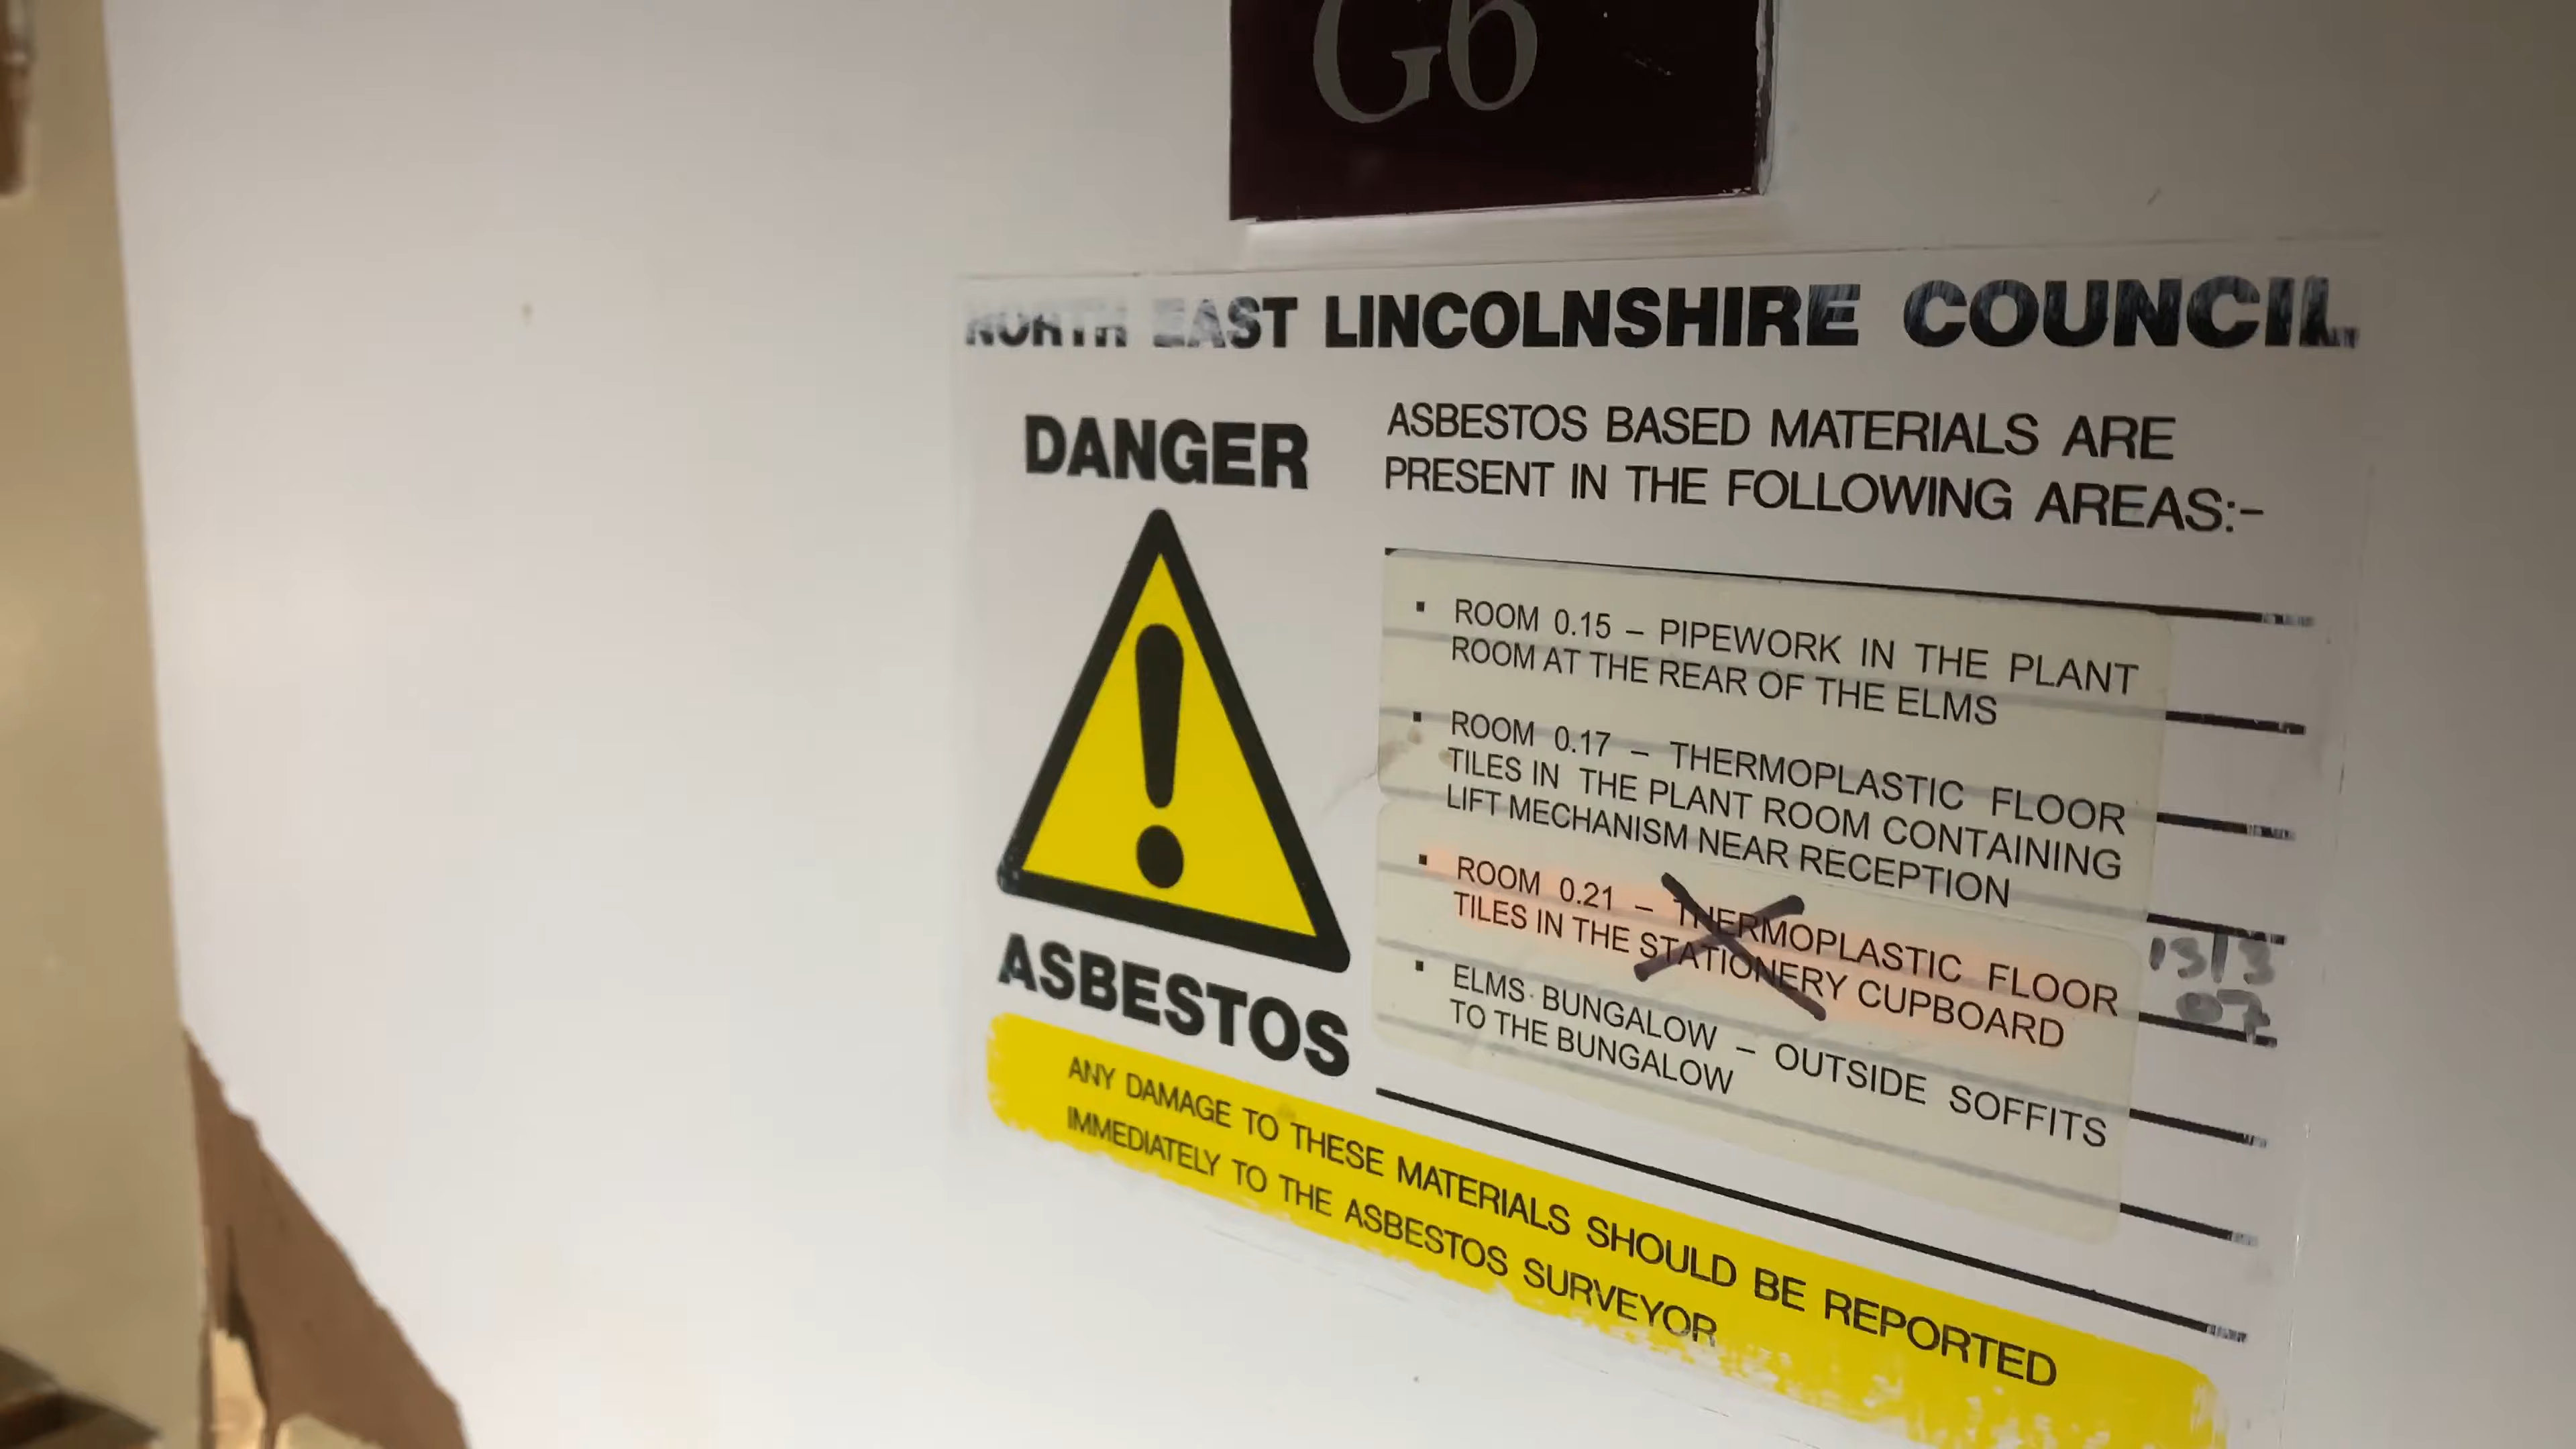 G6
NORTH EAST LINCOLNSHIRE COUNCIL
DANGER
ASBESTOS
ASBESTOS BASED MATERIALS ARE
PRESENT IN THE FOLLOWING AREAS:-
▪ ROOM 0.15 – PIPEWORK IN THE PLANT
ROOM AT THE REAR OF THE ELMS
▪ ROOM 0.17 – THERMOPLASTIC FLOOR
TILES IN THE PLANT ROOM CONTAINING
LIFT MECHANISM NEAR RECEPTION
▪ ROOM 0.21 – THERMOPLASTIC FLOOR
TILES IN THE STATIONERY CUPBOARD
13/3
07
▪ ELMS BUNGALOW – OUTSIDE SOFFITS
TO THE BUNGALOW
ANY DAMAGE TO THESE MATERIALS SHOULD BE REPORTED
IMMEDIATELY TO THE ASBESTOS SURVEYOR